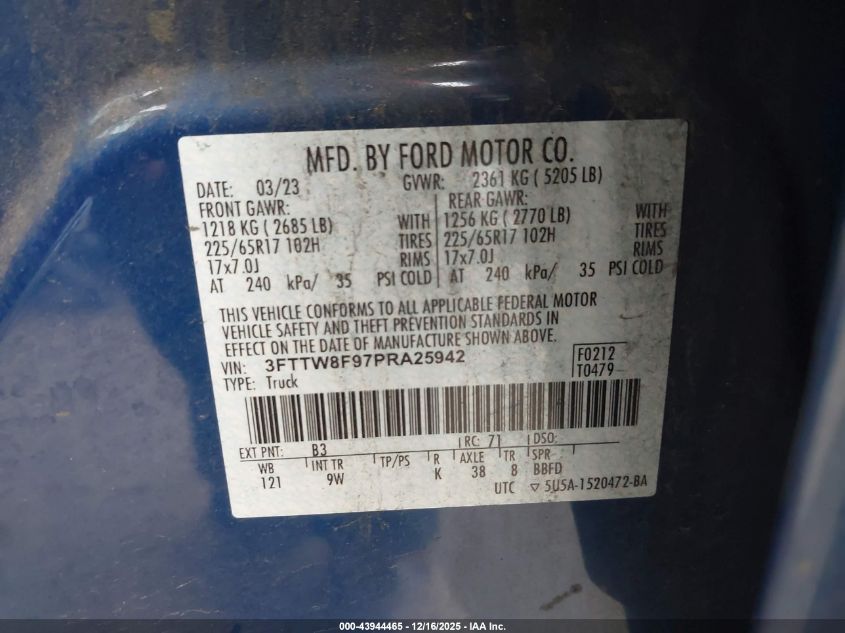 MFD. BY FORD MOTOR CO.
DATE: 03/23 GVWR: 2361 KG ( 5205 LB)
FRONT GAWR: REAR GAWR:
1218 KG ( 2685 LB) WITH 1256 KG ( 2770 LB) WITH
225/65R17 102H TIRES 225/65R17 102H TIRES
17x7.0J RIMS 17x7.0J RIMS
AT 240 kPa/ 35 PSI COLD AT 240 kPa/ 35 PSI COLD
THIS VEHICLE CONFORMS TO ALL APPLICABLE FEDERAL MOTOR
VEHICLE SAFETY AND THEFT PREVENTION STANDARDS IN
EFFECT ON THE DATE OF MANUFACTURE SHOWN ABOVE.
VIN: 3FTTW8F97PRA25942 F0212
TYPE: Truck T0479
EXT PNT: B3 RC: 71 DSO:
WB INT TR TP/PS R AXLE TR SPR
121 9W K 38 8 BBFD
UTC ▽ 5U5A-1520472-BA
000-43944465 - 12/16/2025 - IAA Inc.